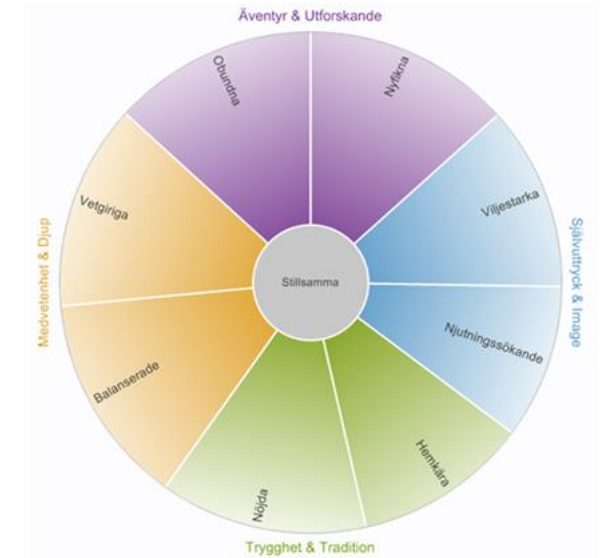 Äventyr & Utforskande
Obundna
Nyfikna
Vetgiriga
Viljestarka
Medvetenhet & Djup
Stillsamma
Självuttryck & Image
Balanserade
Njutningssökande
Nöjda
Hemkära
Trygghet & Tradition